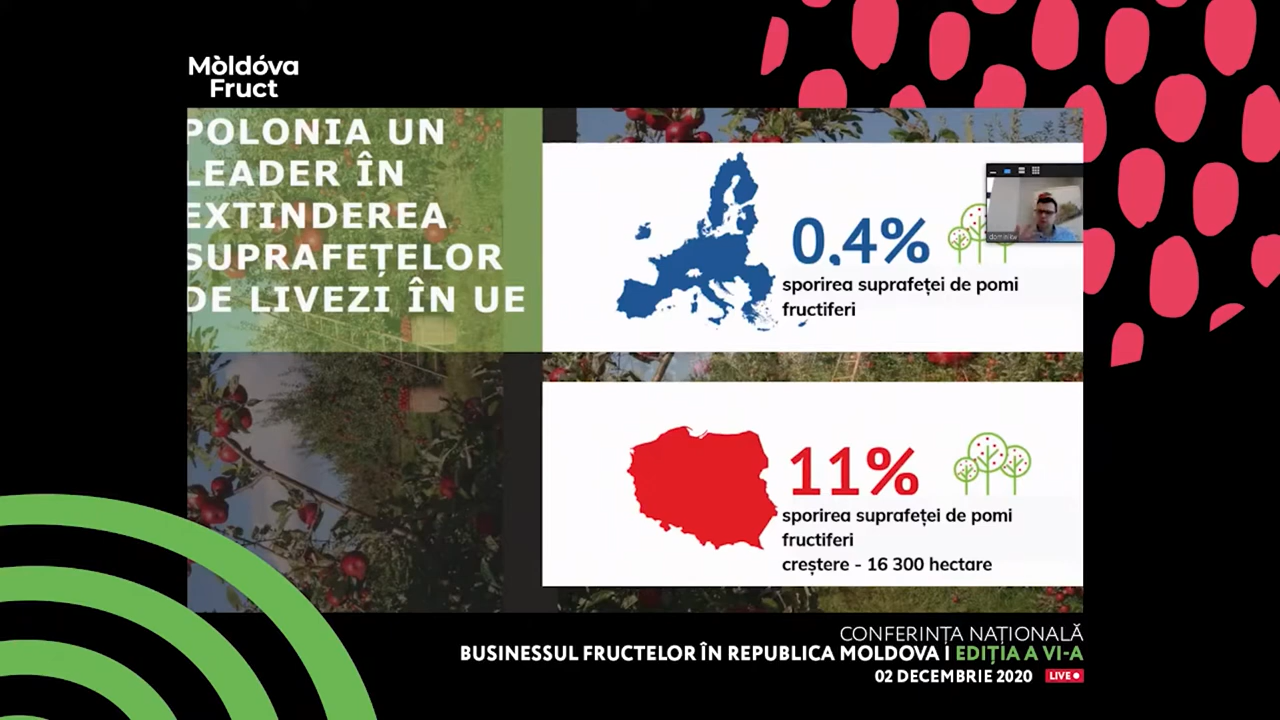 Mòldóva
Fruct
POLONIA UN
LEADER ÎN
EXTINDEREA
SUPRAFEȚELOR
DE LIVEZI ÎN UE
0.4%
sporirea suprafeței de pomi
fructiferi
11%
sporirea suprafeței de pomi
fructiferi
creștere - 16 300 hectare
CONFERINȚA NAȚIONALĂ
BUSINESSUL FRUCTELOR ÎN REPUBLICA MOLDOVA I EDIȚIA A VI-A
02 DECEMBRIE 2020 LIVE